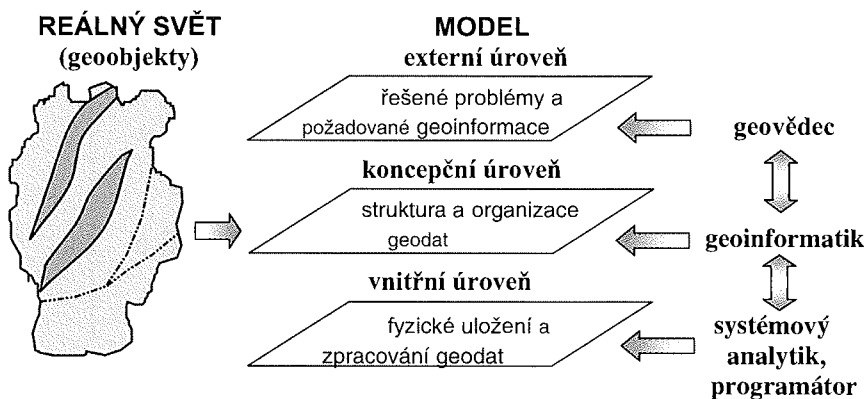 REÁLNÝ SVĚT
(geoobjekty)
MODEL
externí úroveň
řešené problémy a
požadované geoinformace
geovědec
koncepční úroveň
struktura a organizace
geodat
geoinformatik
vnitřní úroveň
fyzické uložení a
zpracování geodat
systémový
analytik,
programátor